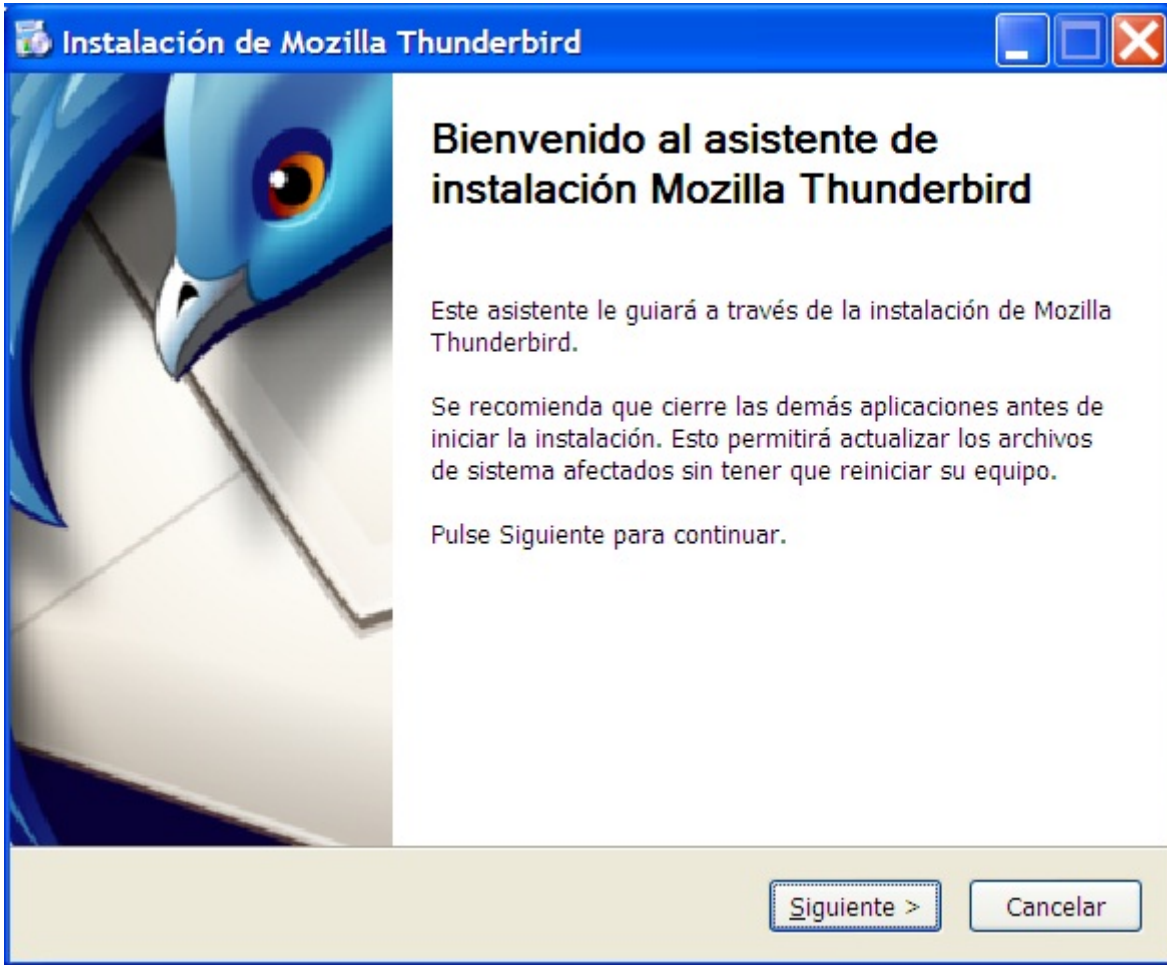 Instalación de Mozilla Thunderbird
Bienvenido al asistente de
instalación Mozilla Thunderbird
Este asistente le guiará a través de la instalación de Mozilla
Thunderbird.
Se recomienda que cierre las demás aplicaciones antes de
iniciar la instalación. Esto permitirá actualizar los archivos
de sistema afectados sin tener que reiniciar su equipo.
Pulse Siguiente para continuar.
Siguiente >
Cancelar